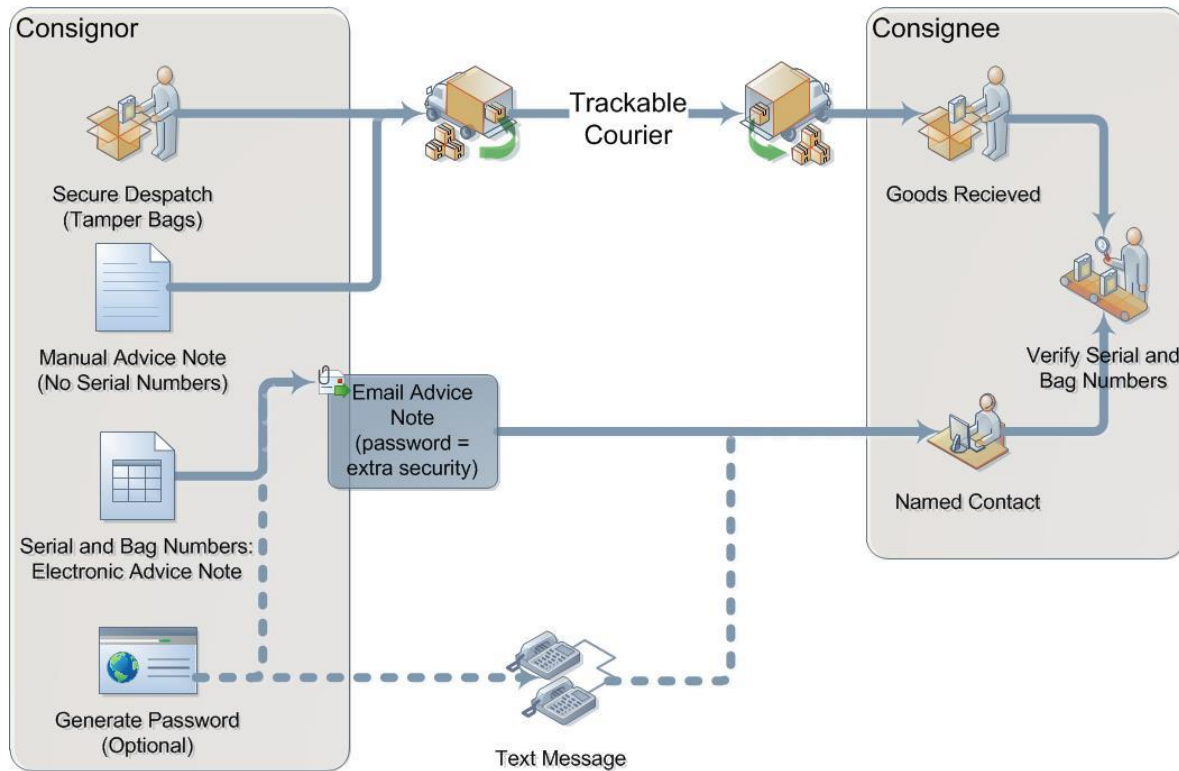 Consignor
Consignee
Trackable
Courier
Secure Despatch
(Tamper Bags)
Goods Recieved
Manual Advice Note
(No Serial Numbers)
Verify Serial and
Bag Numbers
Email Advice
Note
(password =
extra security)
Named Contact
Serial and Bag Numbers:
Electronic Advice Note
Generate Password
(Optional)
Text Message